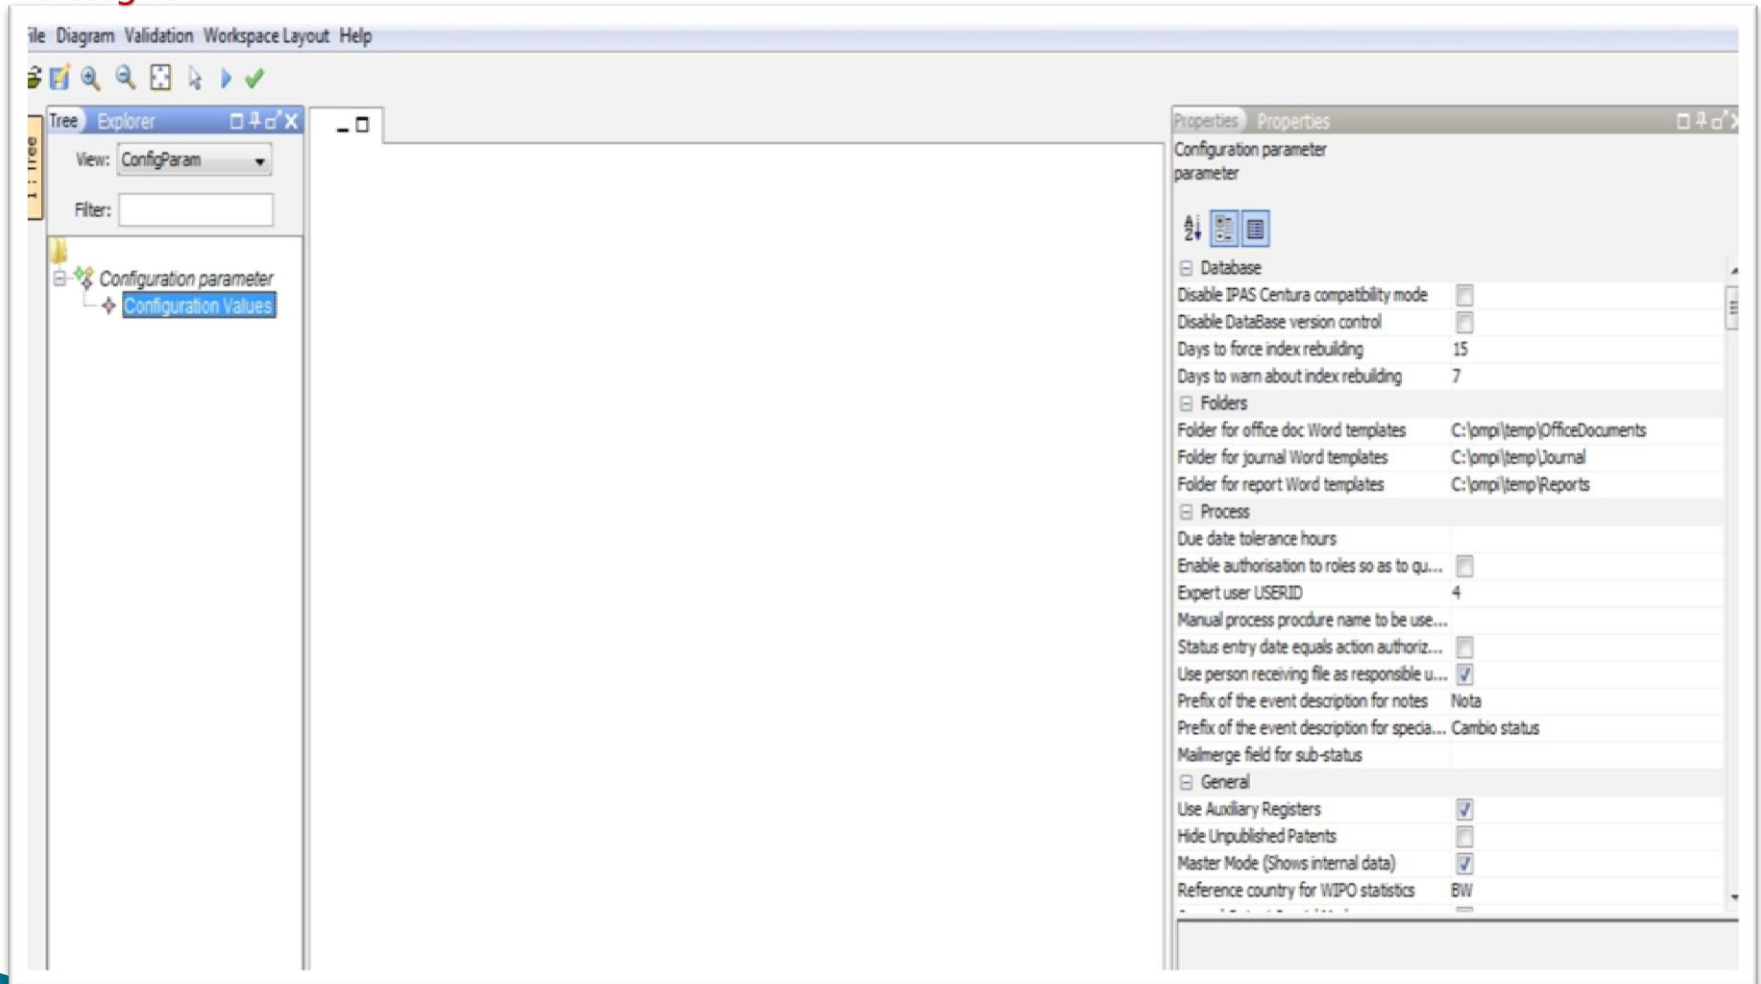 File Diagram Validation Workspace Layout Help
1 : Tree
Tree Explorer
View: ConfigParam
Filter:
Configuration parameter
Configuration Values
Properties Properties
Configuration parameter
parameter
Database
Disable IPAS Centura compatibility mode
Disable DataBase version control
Days to force index rebuilding 15
Days to warn about index rebuilding 7
Folders
Folder for office doc Word templates C:\ompi\temp\OfficeDocuments
Folder for journal Word templates C:\ompi\temp\Journal
Folder for report Word templates C:\ompi\temp\Reports
Process
Due date tolerance hours
Enable authorisation to roles so as to qu...
Expert user USERID 4
Manual process procdure name to be use...
Status entry date equals action authoriz...
Use person receiving file as responsible u...
Prefix of the event description for notes Nota
Prefix of the event description for specia... Cambio status
Mailmerge field for sub-status
General
Use Auxiliary Registers
Hide Unpublished Patents
Master Mode (Shows internal data)
Reference country for WIPO statistics BW